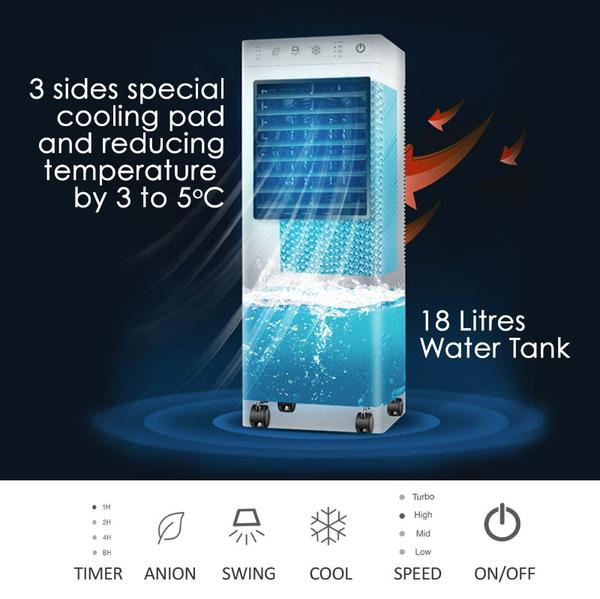 3 sides special
cooling pad
and reducing
temperature
by 3 to 5°C
18 Litres
Water Tank
1H
2H
4H
8H
Turbo
High
Mid
Low
TIMER ANION SWING COOL SPEED ON/OFF